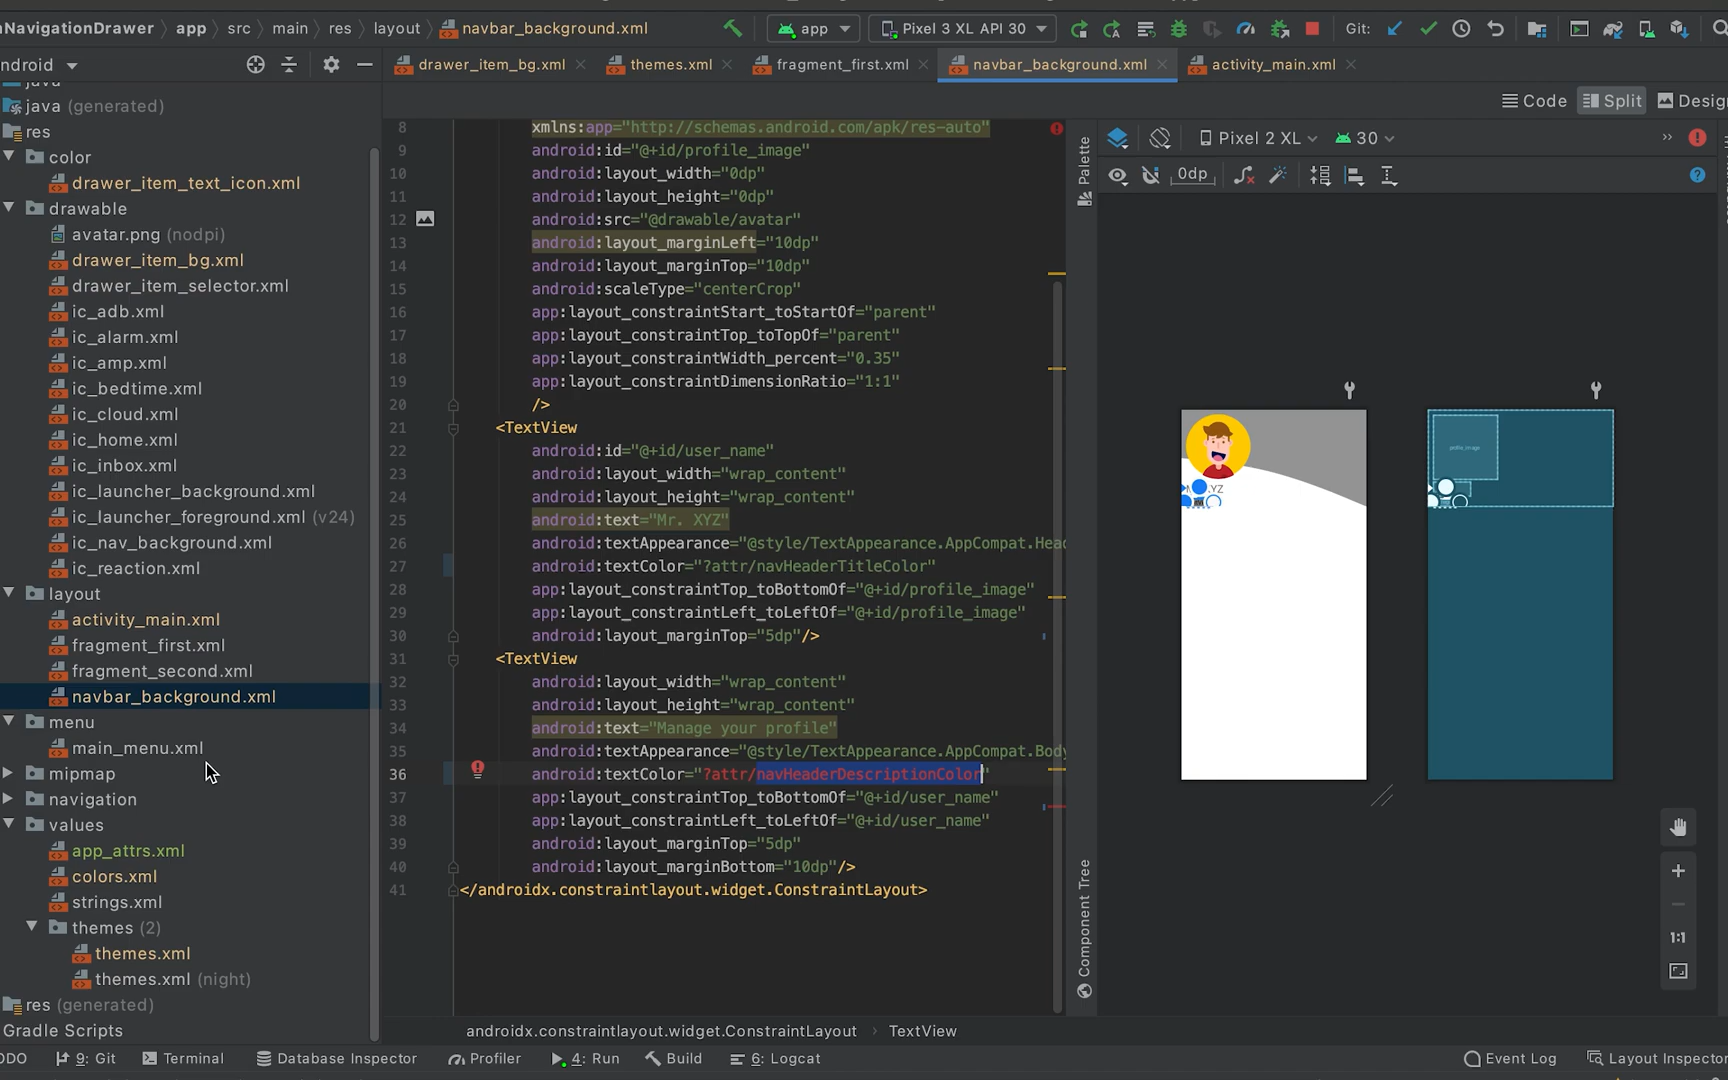 NavigationDrawer app src main res layout navbar_background.xml app Pixel 3 XL API 30 Git:
ndroid drawer_item_bg.xml themes.xml fragment_first.xml navbar_background.xml activity_main.xml
Code Split Design
java
java (generated)
res
color
drawer_item_text_icon.xml
drawable
avatar.png (nodpi)
drawer_item_bg.xml
drawer_item_selector.xml
ic_adb.xml
ic_alarm.xml
ic_amp.xml
ic_bedtime.xml
ic_cloud.xml
ic_home.xml
ic_inbox.xml
ic_launcher_background.xml
ic_launcher_foreground.xml (v24)
ic_nav_background.xml
ic_reaction.xml
layout
activity_main.xml
fragment_first.xml
fragment_second.xml
navbar_background.xml
menu
main_menu.xml
mipmap
navigation
values
app_attrs.xml
colors.xml
strings.xml
themes (2)
themes.xml
themes.xml (night)
res (generated)
Gradle Scripts
8 xmlns:app="http://schemas.android.com/apk/res-auto"
9 android:id="@+id/profile_image"
10 android:layout_width="0dp"
11 android:layout_height="0dp"
12 android:src="@drawable/avatar"
13 android:layout_marginLeft="10dp"
14 android:layout_marginTop="10dp"
15 android:scaleType="centerCrop"
16 app:layout_constraintStart_toStartOf="parent"
17 app:layout_constraintTop_toTopOf="parent"
18 app:layout_constraintWidth_percent="0.35"
19 app:layout_constraintDimensionRatio="1:1"
20 />
21 <TextView
22 android:id="@+id/user_name"
23 android:layout_width="wrap_content"
24 android:layout_height="wrap_content"
25 android:text="Mr. XYZ"
26 android:textAppearance="@style/TextAppearance.AppCompat.Head
27 android:textColor="?attr/navHeaderTitleColor"
28 app:layout_constraintTop_toBottomOf="@+id/profile_image"
29 app:layout_constraintLeft_toLeftOf="@+id/profile_image"
30 android:layout_marginTop="5dp"/>
31 <TextView
32 android:layout_width="wrap_content"
33 android:layout_height="wrap_content"
34 android:text="Manage your profile"
35 android:textAppearance="@style/TextAppearance.AppCompat.Body
36 android:textColor="?attr/navHeaderDescriptionColor"
37 app:layout_constraintTop_toBottomOf="@+id/user_name"
38 app:layout_constraintLeft_toLeftOf="@+id/user_name"
39 android:layout_marginTop="5dp"
40 android:layout_marginBottom="10dp"/>
41 </androidx.constraintlayout.widget.ConstraintLayout>
Palette
Component Tree
Pixel 2 XL 30
0dp
profile_image
1:1
androidx.constraintlayout.widget.ConstraintLayout TextView
ODO 9: Git Terminal Database Inspector Profiler 4: Run Build 6: Logcat Event Log Layout Inspector